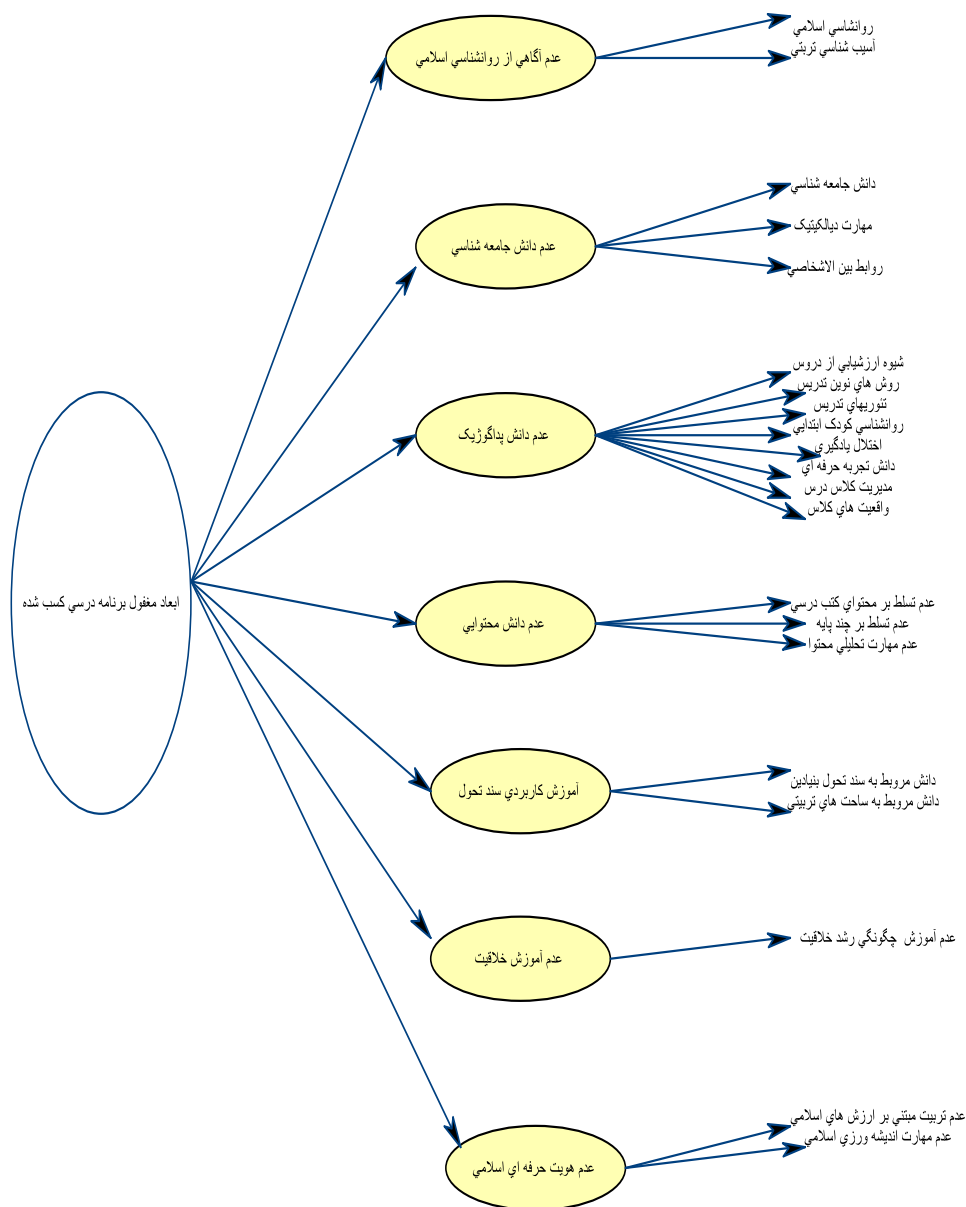 ابعاد مغفول برنامه درسي كسب شده
عدم آگاهي از روانشناسي اسلامي
روانشاسي اسلامي
آسيب شناسي تربتي
عدم دانش جامعه شناسي
دانش جامعه شناسي
مهارت ديالكيتيک
روابط بين الاشخاصي
عدم دانش پداگوژيک
شيوه ارزشيابي از دروس
روش هاي نوين تدريس
تئوريهاي تدريس
روانشناسي كودک ابتدايي
اختلال يادگيري
دانش تجربه حرفه اي
مديريت كلاس درس
واقعيت هاي كلاس
عدم دانش محتوايي
عدم تسلط بر محتواي كتب درسي
عدم تسلط بر چند پايه
عدم مهارت تحليلي محتوا
آموزش كاربردي سند تحول
دانش مروبط به سند تحول بنيادين
دانش مروبط به ساحت هاي تربيتي
عدم آموزش خلاقيت
عدم آموزش چگونگي رشد خلاقيت
عدم هويت حرفه اي اسلامي
عدم تربيت مبتني بر ارزش هاي اسلامي
عدم مهارت انديشه ورزي اسلامي